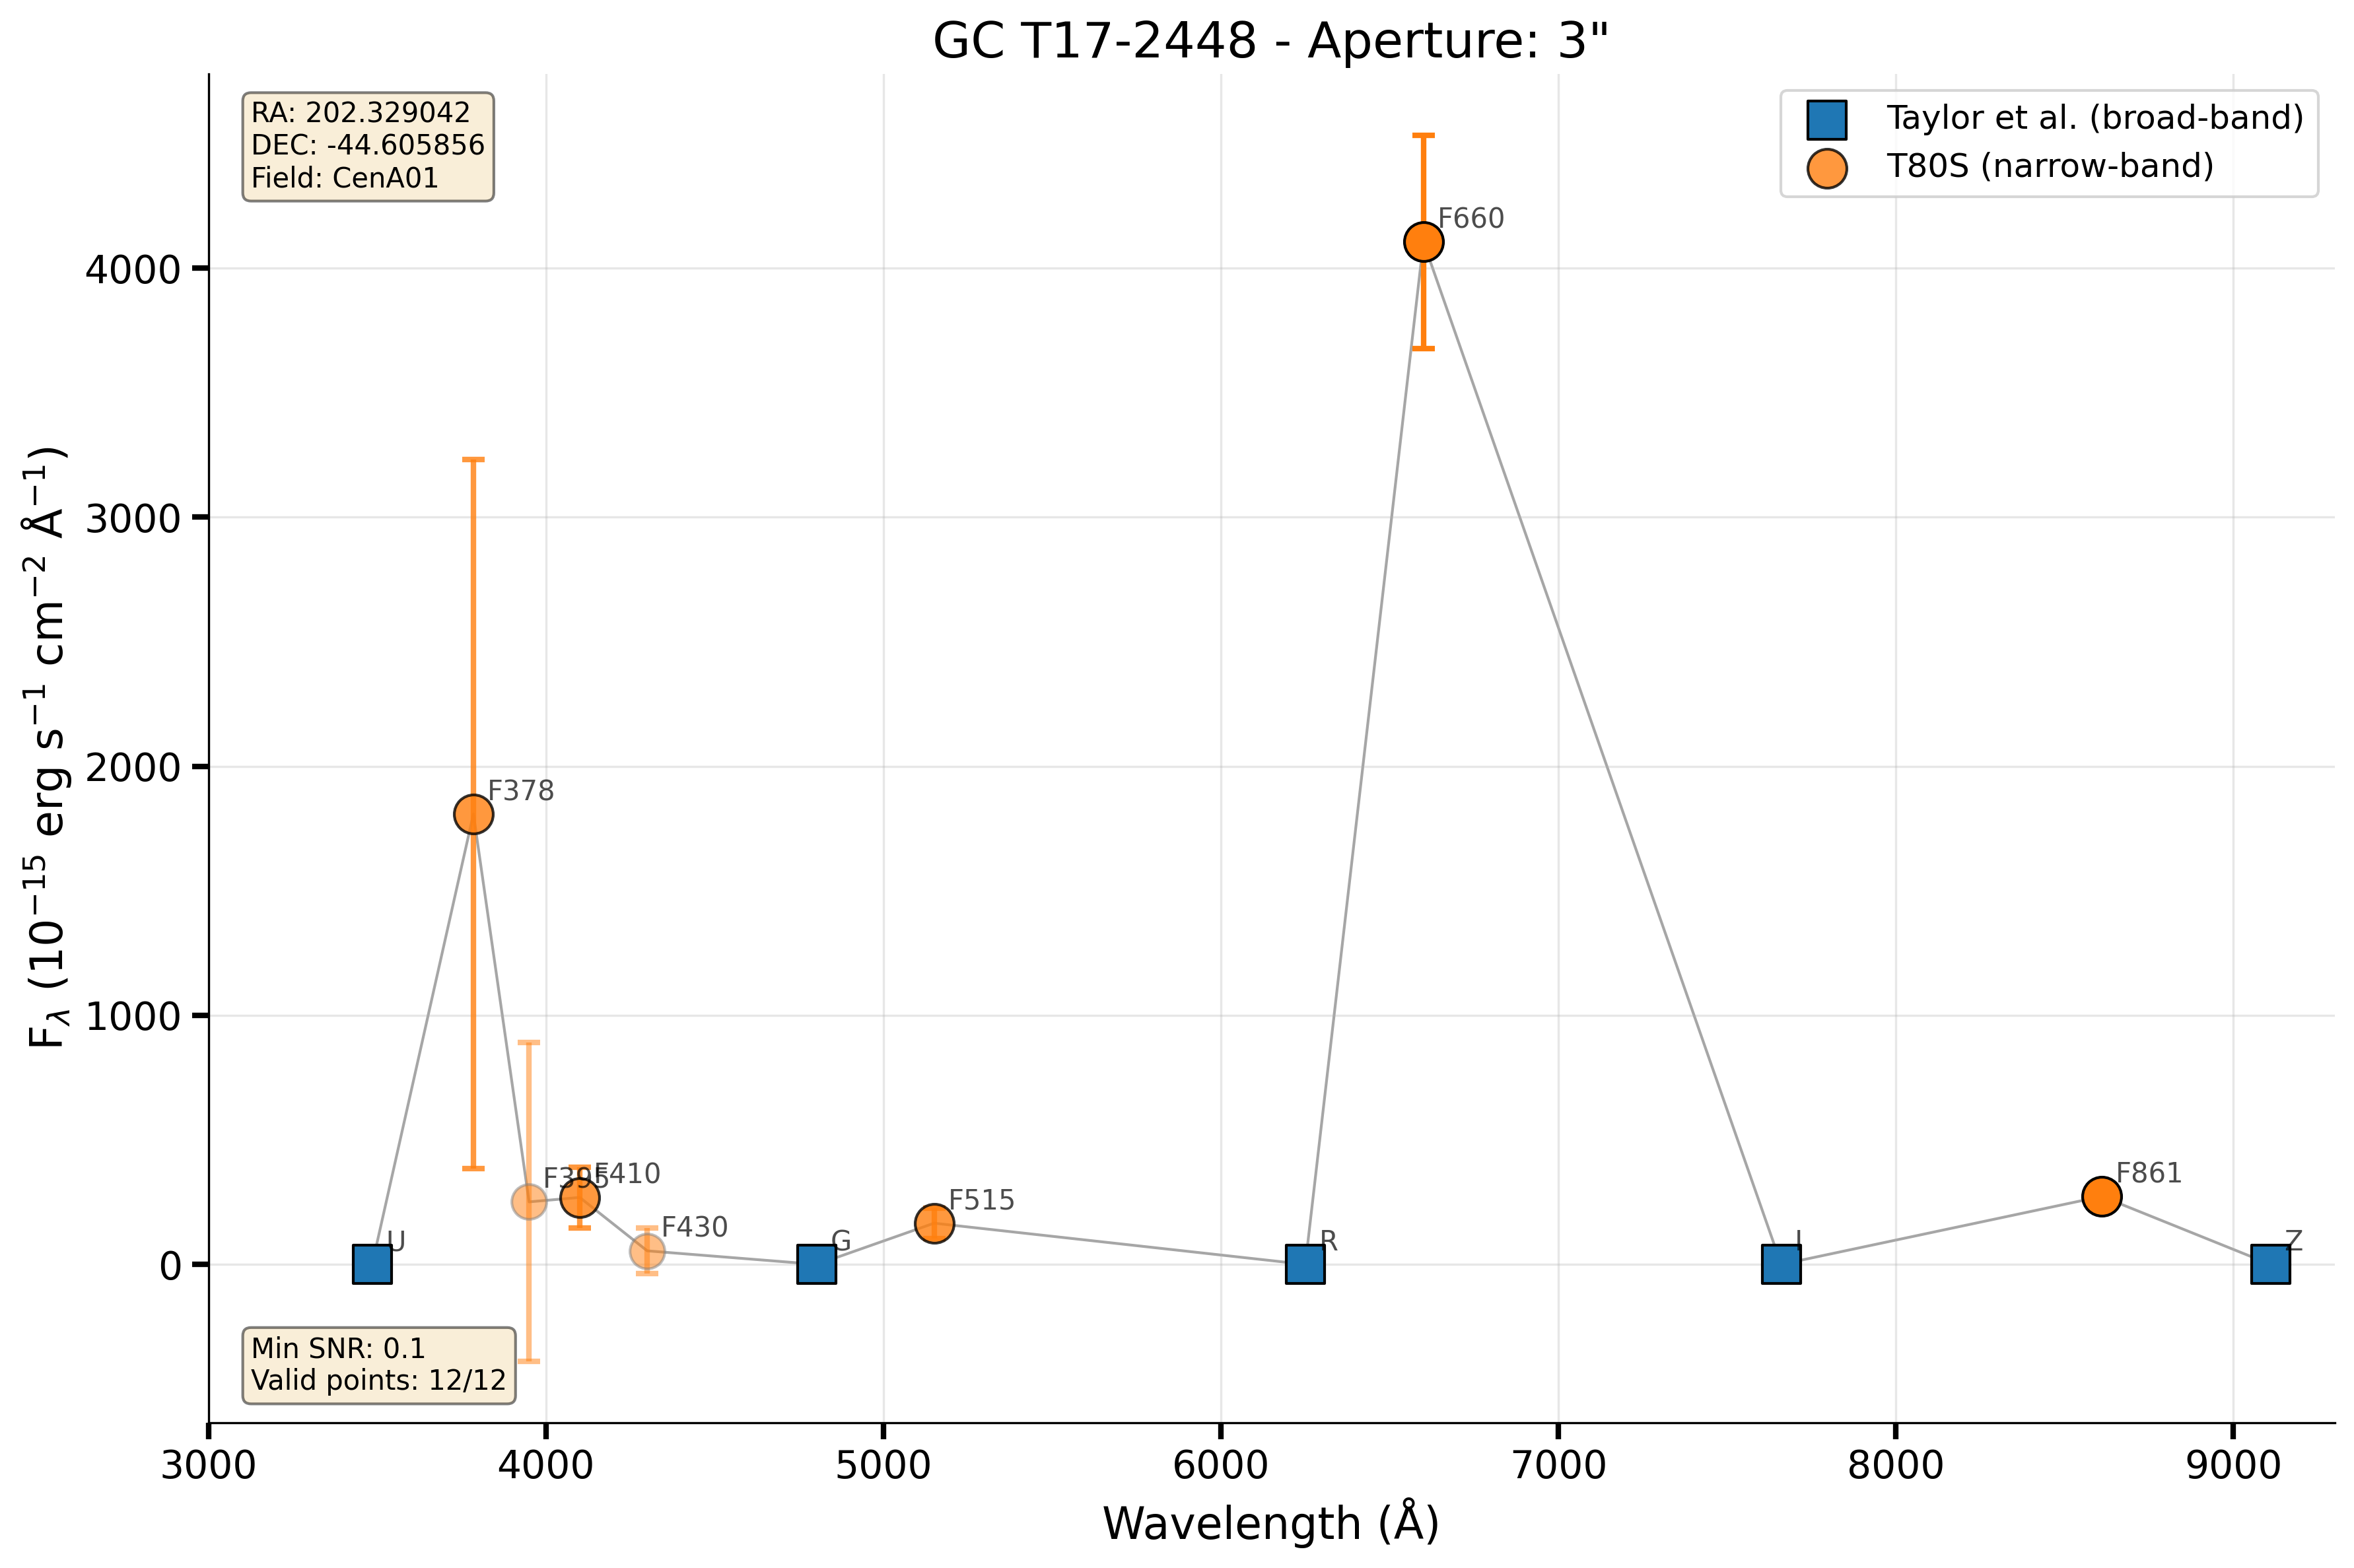 GC T17-2448 - Aperture: 3"
RA: 202.329042
DEC: -44.605856
Field: CenA01
Taylor et al. (broad-band)
T80S (narrow-band)
F660
F378
F395
F410
F430
F515
F861
U
G
R
I
Z
4000
3000
2000
1000
0
Fλ (10⁻¹⁵ erg s⁻¹ cm⁻² Å⁻¹)
Min SNR: 0.1
Valid points: 12/12
3000
4000
5000
6000
7000
8000
9000
Wavelength (Å)